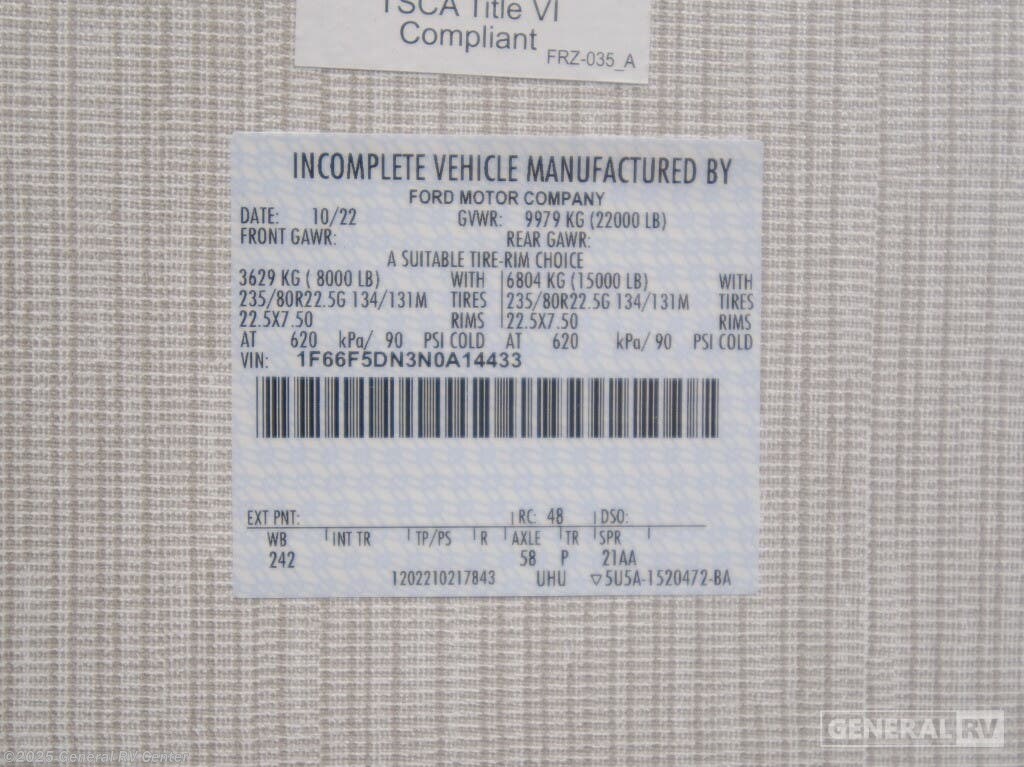 TSCA Title VI
Compliant
FRZ-035_A
INCOMPLETE VEHICLE MANUFACTURED BY
FORD MOTOR COMPANY
DATE: 10/22 GVWR: 9979 KG (22000 LB)
FRONT GAWR: REAR GAWR:
A SUITABLE TIRE-RIM CHOICE
3629 KG ( 8000 LB) WITH 6804 KG (15000 LB) WITH
235/80R22.5G 134/131M TIRES 235/80R22.5G 134/131M TIRES
22.5X7.50 RIMS 22.5X7.50 RIMS
AT 620 kPa/ 90 PSI COLD AT 620 kPa/ 90 PSI COLD
VIN: 1F66F5DN3N0A14433
EXT PNT: RC: 48 DSO:
WB INT TR TP/PS R AXLE TR SPR
242 58 P 21AA
1202210217843 UHU ▽5U5A-1520472-BA
GENERAL RV
©2025 General RV Center